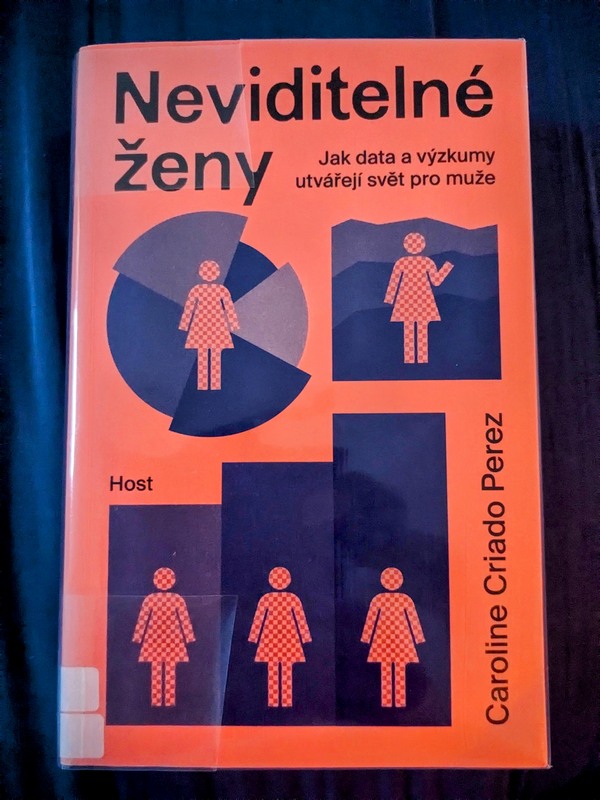 Neviditelné
ženy
Jak data a výzkumy
utvářejí svět pro muže
Host
Caroline Criado Perez